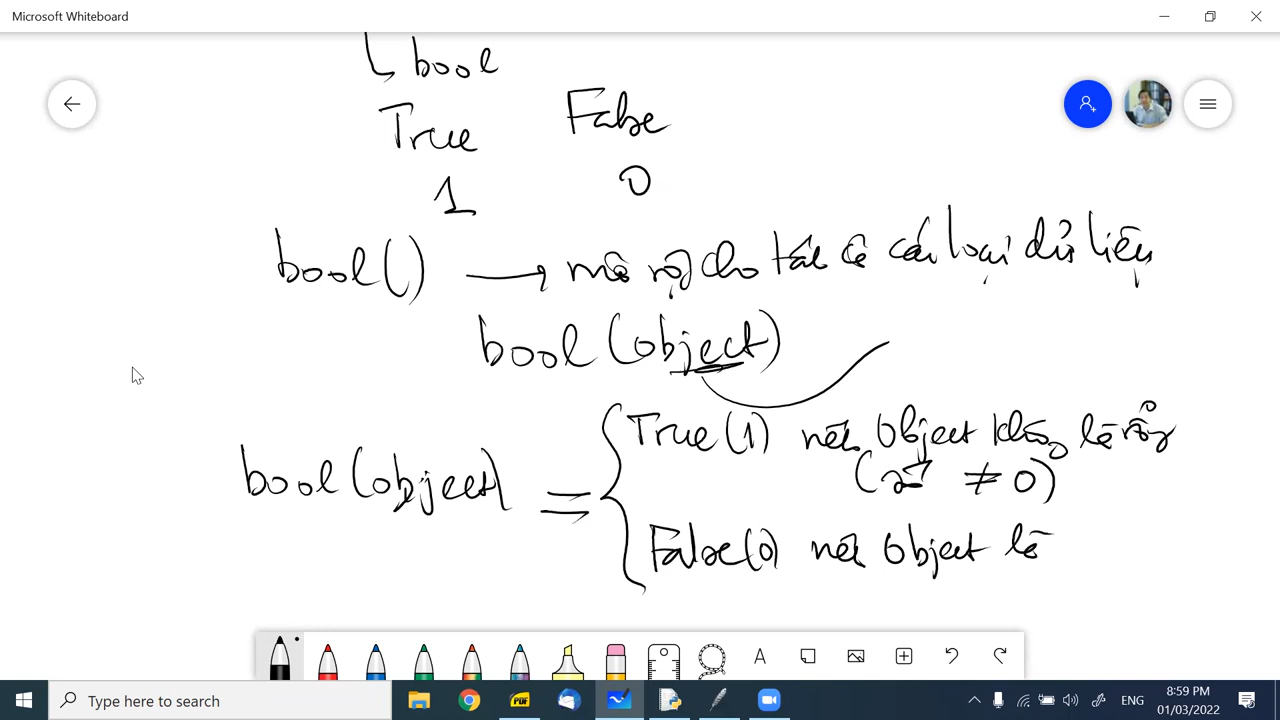 Microsoft Whiteboard
bool
True False
1 0
bool() → mở rộng cho tất cả các loại dữ liệu
bool(object)
bool(object) = { True(1) nếu Object không là rỗng
(≠ 0)
False(0) nếu Object là
A
Type here to search
PDF
ENG
8:59 PM
01/03/2022